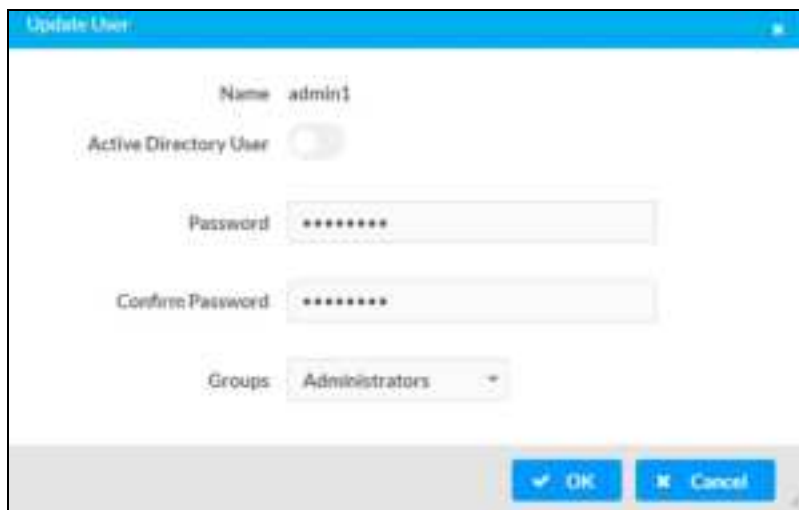 Update User
Name admin1
Active Directory User
Password ••••••••
Confirm Password ••••••••
Groups Administrators
OK Cancel